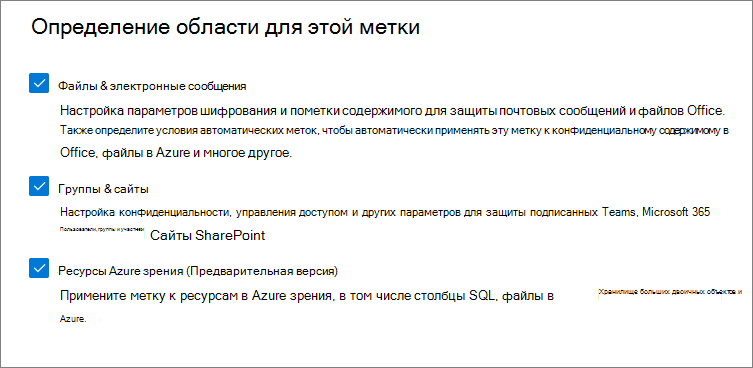 Определение области для этой метки
Файлы & электронные сообщения
Настройка параметров шифрования и пометки содержимого для защиты почтовых сообщений и файлов Office.
Также определите условия автоматических меток, чтобы автоматически применять эту метку к конфиденциальному содержимому в
Office, файлы в Azure и многое другое.
Группы & сайты
Настройка конфиденциальности, управления доступом и других параметров для защиты подписанных Teams, Microsoft 365
Пользователи, группы и участники Сайты SharePoint
Ресурсы Azure зрения (Предварительная версия)
Примените метку к ресурсам в Azure зрения, в том числе столбцы SQL, файлы в Хранилище больших двоичных объектов и
Azure.